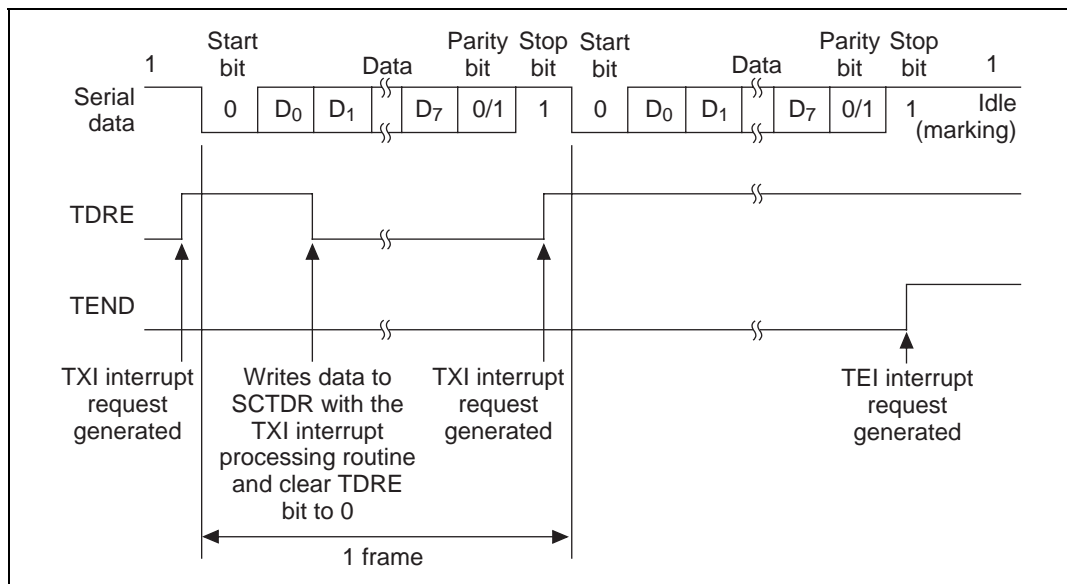 Start bit
Data
Parity bit
Stop bit
Start bit
Data
Parity bit
Stop bit
1
1
Serial data
0
D0
D1
D7
0/1
1
0
D0
D1
D7
0/1
1
Idle (marking)
TDRE
TEND
TXI interrupt
request
generated
Writes data to
SCTDR with the
TXI interrupt
processing routine
and clear TDRE
bit to 0
TXI interrupt
request
generated
TEI interrupt
request
generated
1 frame